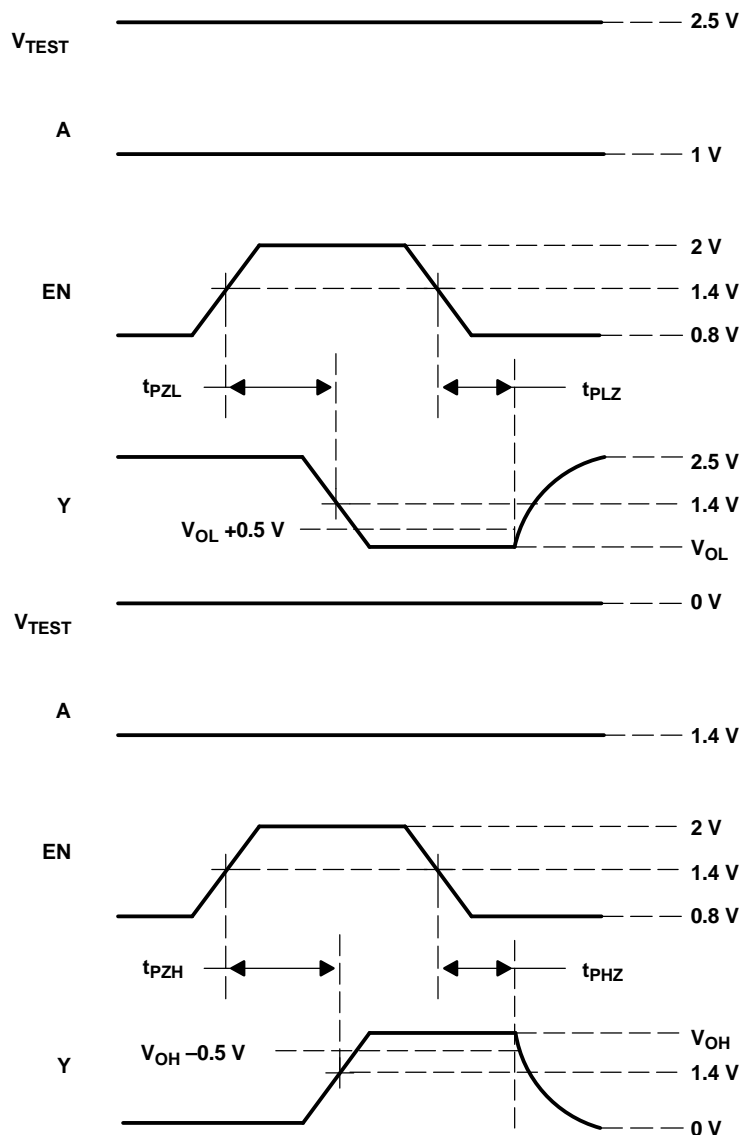 V_TEST 2.5 V
A
1 V
2 V
EN 1.4 V
0.8 V
t_PZL t_PLZ
2.5 V
Y 1.4 V
V_OL +0.5 V
V_OL
V_TEST 0 V
A
1.4 V
2 V
EN 1.4 V
0.8 V
t_PZH t_PHZ
V_OH
V_OH –0.5 V
Y 1.4 V
0 V